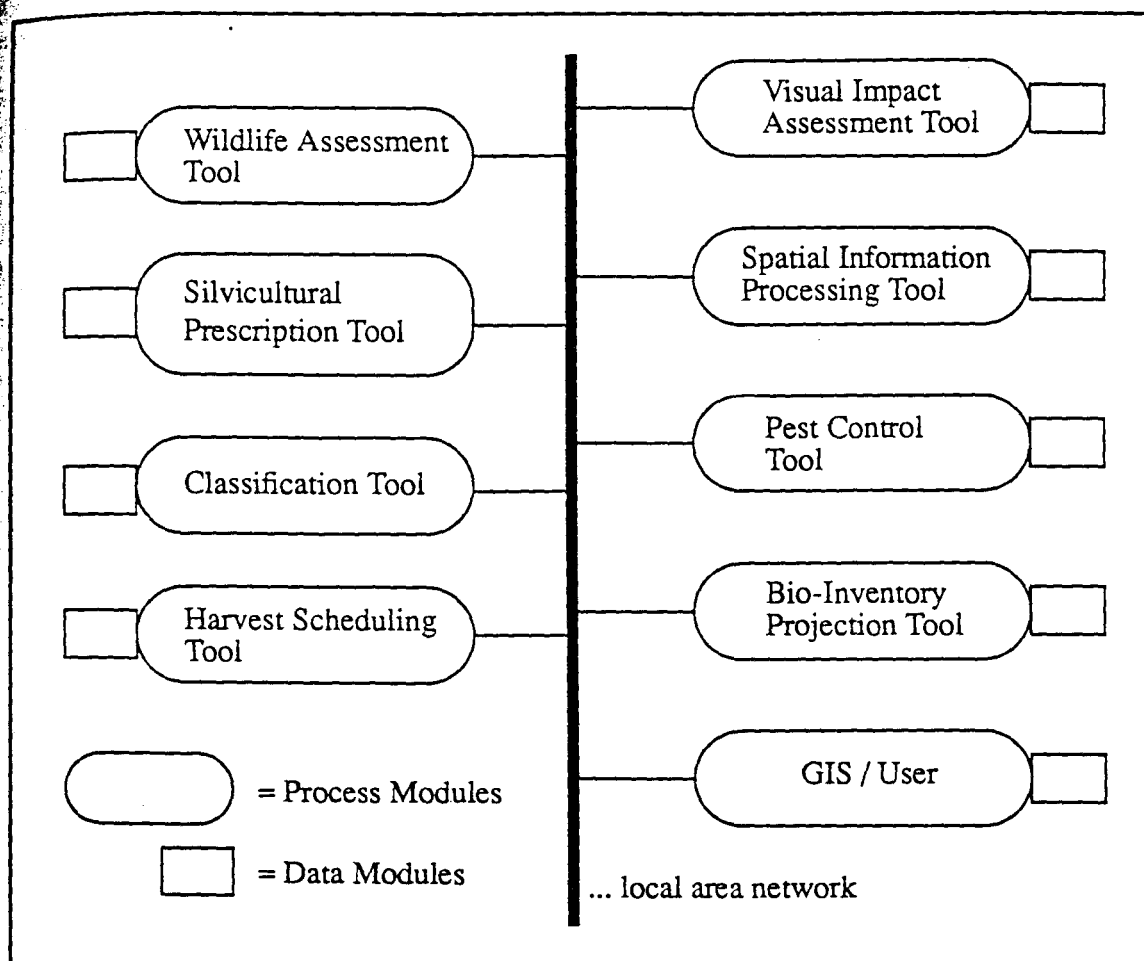 Wildlife Assessment
Tool
Silvicultural
Prescription Tool
Classification Tool
Harvest Scheduling
Tool
= Process Modules
= Data Modules
Visual Impact
Assessment Tool
Spatial Information
Processing Tool
Pest Control
Tool
Bio-Inventory
Projection Tool
GIS / User
... local area network